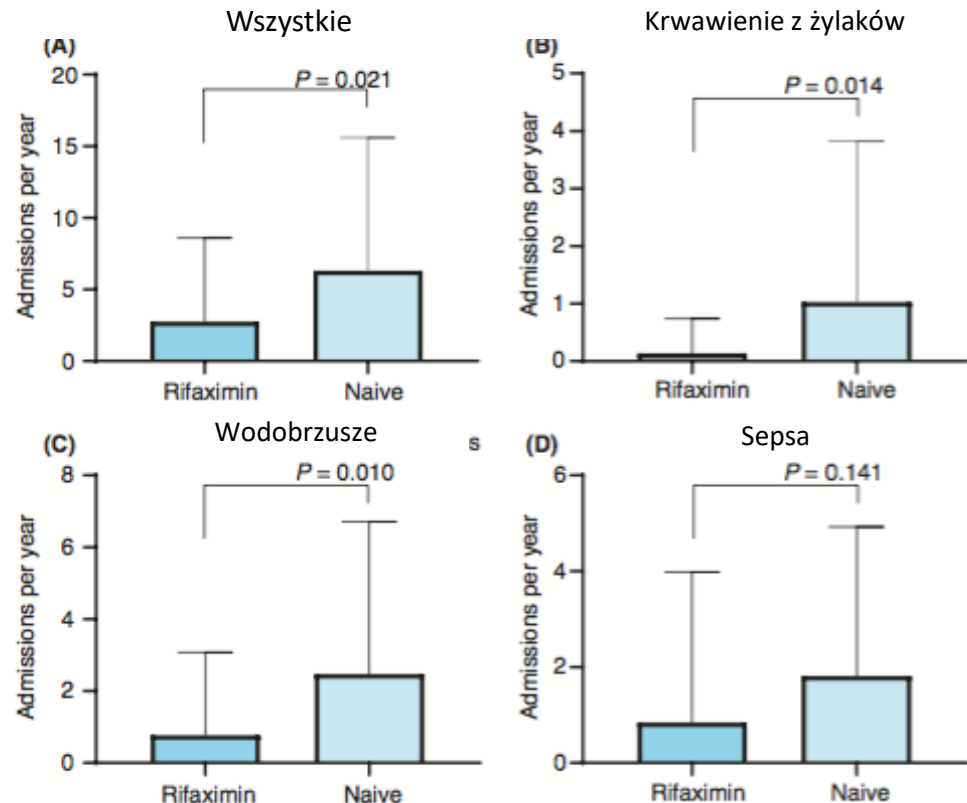 Wszystkie
(A)
P = 0.021
Admissions per year
20
15
10
5
0
Rifaximin Naive
Krwawienie z żylaków
(B)
P = 0.014
Admissions per year
5
4
3
2
1
0
Rifaximin Naive
(C) Wodobrzusze s
P = 0.010
Admissions per year
8
6
4
2
0
Rifaximin Naive
(D) Sepsa
P = 0.141
Admissions per year
6
4
2
0
Rifaximin Naive